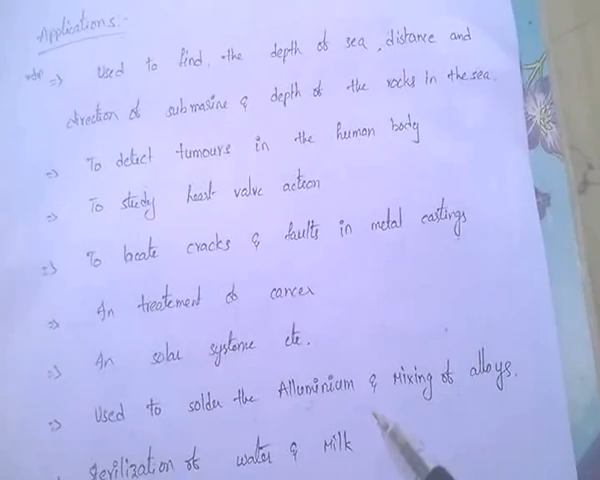 Applications:-
=> Used to find the depth of sea, distance and
direction of submarine & depth of the rocks in the sea.
=> To detect tumours in the human body
=> To study heart valve action
=> To locate cracks & faults in metal castings
=> In treatement of cancer
=> In solar systems etc.
=> Used to solder the Alluminium & Mixing of alloys.
Serilization of water & Milk